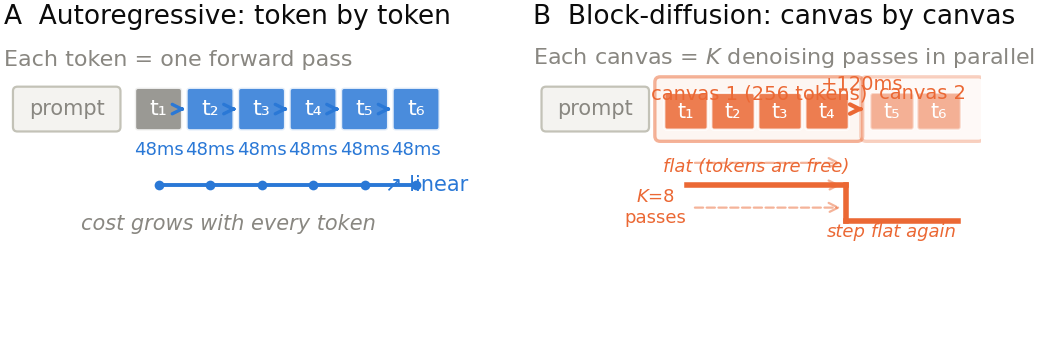 A Autoregressive: token by token
Each token = one forward pass
prompt t₁ t₂ t₃ t₄ t₅ t₆
48ms 48ms 48ms 48ms 48ms 48ms
↗ linear
cost grows with every token
B Block-diffusion: canvas by canvas
Each canvas = K denoising passes in parallel
+120ms
canvas 1 (256 tokens) canvas 2
prompt t₁ t₂ t₃ t₄ t₅ t₆
flat (tokens are free)
K=8
passes
step flat again